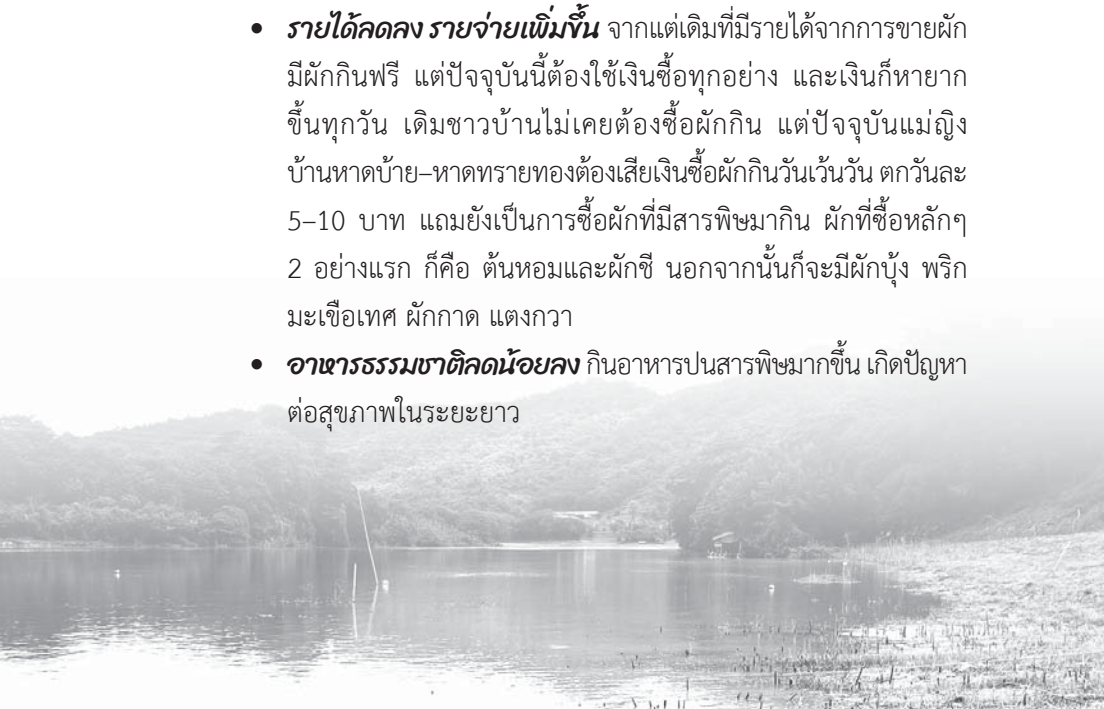 • รายได้ลดลง รายจ่ายเพิ่มขึ้น จากแต่เดิมที่มีรายได้จากการขายผัก
มีผักกินฟรี แต่ปัจจุบันนี้ต้องใช้เงินซื้อทุกอย่าง และเงินก็หายาก
ขึ้นทุกวัน เดิมชาวบ้านไม่เคยต้องซื้อผักกิน แต่ปัจจุบันแม่ญิง
บ้านหาดบ้าย–หาดทรายทองต้องเสียเงินซื้อผักกินวันเว้นวัน ตกวันละ
5–10 บาท แถมยังเป็นการซื้อผักที่มีสารพิษมากิน ผักที่ซื้อหลักๆ
2 อย่างแรก ก็คือ ต้นหอมและผักชี นอกจากนั้นก็จะมีผักบุ้ง พริก
มะเขือเทศ ผักกาด แตงกวา
• อาหารธรรมชาติลดน้อยลง กินอาหารปนสารพิษมากขึ้น เกิดปัญหา
ต่อสุขภาพในระยะยาว